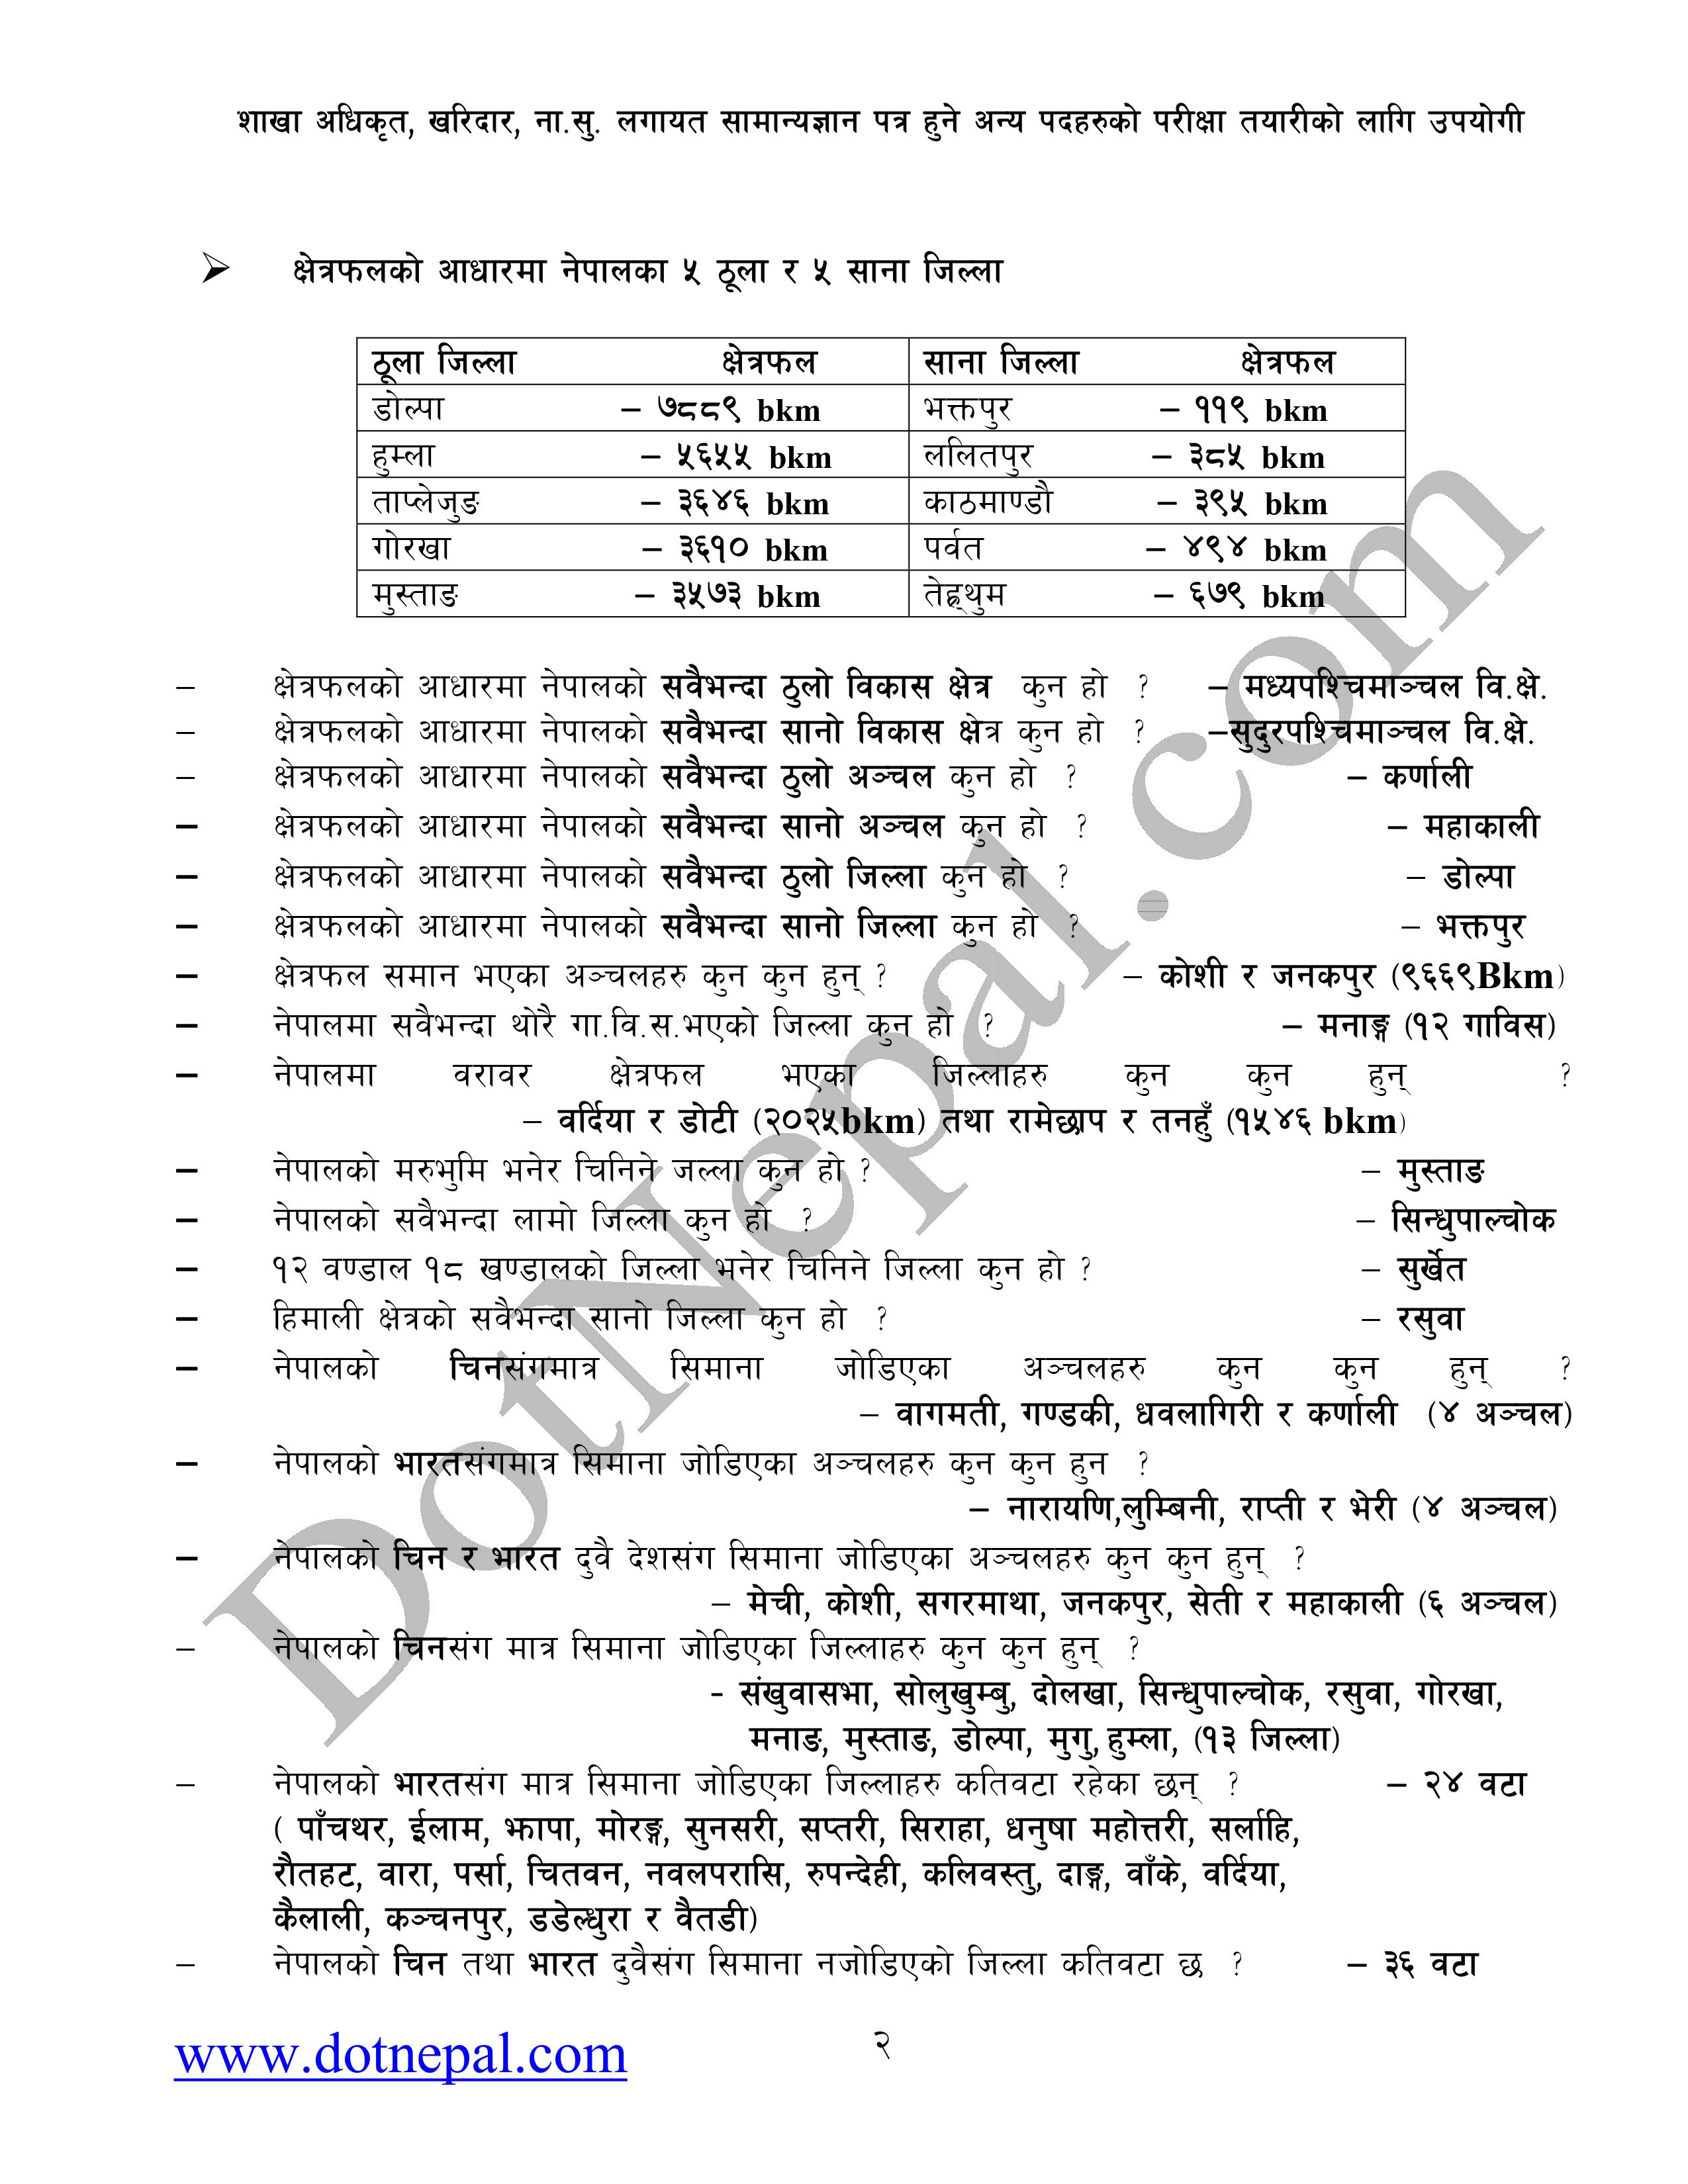 शाखा अधिकृत, खरिदार, ना.सु. लगायत सामान्यज्ञान पत्र हुने अन्य पदहरुको परीक्षा तयारीको लागि उपयोगी
➢ क्षेत्रफलको आधारमा नेपालका ५ ठूला र ५ साना जिल्ला
ठूला जिल्ला क्षेत्रफल साना जिल्ला क्षेत्रफल
डोल्पा – ७८८९ bkm भक्तपुर – ११९ bkm
हुम्ला – ५६५५ bkm ललितपुर – ३८५ bkm
ताप्लेजुङ – ३६४६ bkm काठमाण्डौ – ३९५ bkm
गोरखा – ३६१० bkm पर्वत – ४९४ bkm
मुस्ताङ – ३५७३ bkm तेह्र्थुम – ६७९ bkm
– क्षेत्रफलको आधारमा नेपालको सवैभन्दा ठुलो विकास क्षेत्र कुन हो ? – मध्यपश्चिमाञ्चल वि.क्षे.
– क्षेत्रफलको आधारमा नेपालको सवैभन्दा सानो विकास क्षेत्र कुन हो ? –सुदुरपश्चिमाञ्चल वि.क्षे.
– क्षेत्रफलको आधारमा नेपालको सवैभन्दा ठुलो अञ्चल कुन हो ? – कर्णाली
– क्षेत्रफलको आधारमा नेपालको सवैभन्दा सानो अञ्चल कुन हो ? – महाकाली
– क्षेत्रफलको आधारमा नेपालको सवैभन्दा ठुलो जिल्ला कुन हो ? – डोल्पा
– क्षेत्रफलको आधारमा नेपालको सवैभन्दा सानो जिल्ला कुन हो ? – भक्तपुर
– क्षेत्रफल समान भएका अञ्चलहरु कुन कुन हुन् ? – कोशी र जनकपुर (९६६९Bkm)
– नेपालमा सवैभन्दा थोरै गा.वि.स.भएको जिल्ला कुन हो ? – मनाङ्ग (१२ गाविस)
– नेपालमा वरावर क्षेत्रफल भएका जिल्लाहरु कुन कुन हुन् ?
– वर्दिया र डोटी (२०२५bkm) तथा रामेछाप र तनहुँ (१५४६ bkm)
– नेपालको मरुभुमि भनेर चिनिने जल्ला कुन हो ? – मुस्ताङ
– नेपालको सवैभन्दा लामो जिल्ला कुन हो ? – सिन्धुपाल्चोक
– १२ वण्डाल १८ खण्डालको जिल्ला भनेर चिनिने जिल्ला कुन हो ? – सुर्खेत
– हिमाली क्षेत्रको सवैभन्दा सानो जिल्ला कुन हो ? – रसुवा
– नेपालको चिनसंगमात्र सिमाना जोडिएका अञ्चलहरु कुन कुन हुन् ?
– वागमती, गण्डकी, धवलागिरी र कर्णाली (४ अञ्चल)
– नेपालको भारतसंगमात्र सिमाना जोडिएका अञ्चलहरु कुन कुन हुन ?
– नारायणि,लुम्बिनी, राप्ती र भेरी (४ अञ्चल)
– नेपालको चिन र भारत दुवै देशसंग सिमाना जोडिएका अञ्चलहरु कुन कुन हुन् ?
– मेची, कोशी, सगरमाथा, जनकपुर, सेती र महाकाली (६ अञ्चल)
– नेपालको चिनसंग मात्र सिमाना जोडिएका जिल्लाहरु कुन कुन हुन् ?
- संखुवासभा, सोलुखुम्बु, दोलखा, सिन्धुपाल्चोक, रसुवा, गोरखा,
मनाङ, मुस्ताङ, डोल्पा, मुगु, हुम्ला, (१३ जिल्ला)
– नेपालको भारतसंग मात्र सिमाना जोडिएका जिल्लाहरु कतिवटा रहेका छन् ? – २४ वटा
( पाँचथर, ईलाम, झापा, मोरङ्ग, सुनसरी, सप्तरी, सिराहा, धनुषा महोत्तरी, सर्लाहि,
रौतहट, वारा, पर्सा, चितवन, नवलपरासि, रुपन्देही, कलिवस्तु, दाङ्ग, वाँके, वर्दिया,
कैलाली, कञ्चनपुर, डडेल्धुरा र वैतडी)
– नेपालको चिन तथा भारत दुवैसंग सिमाना नजोडिएको जिल्ला कतिवटा छ ? – ३६ वटा
www.dotnepal.com २
DotNepal.com